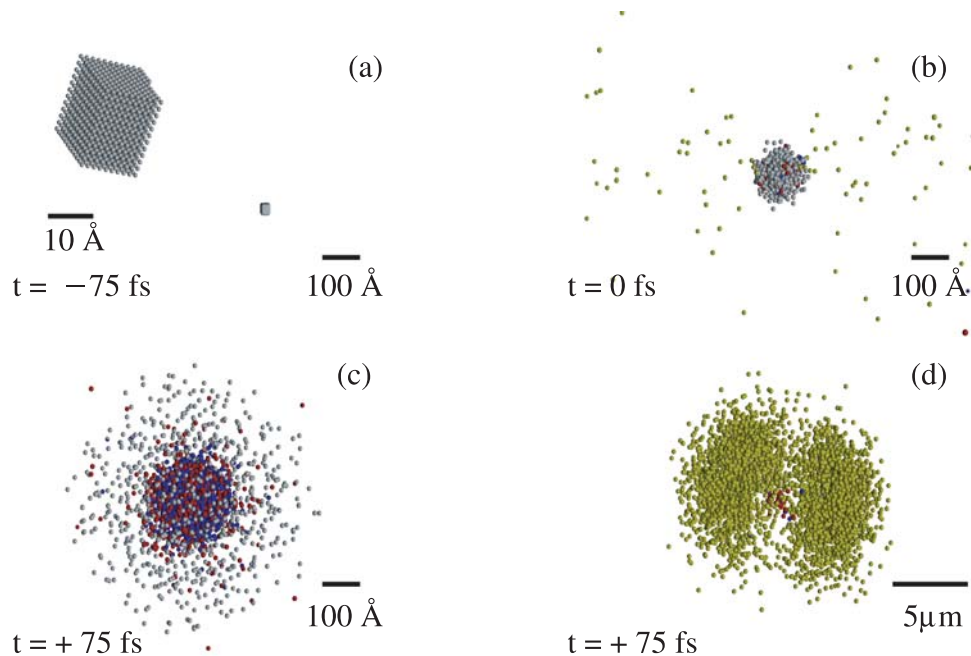 (a)
10 Å
100 Å
t = −75 fs
(b)
100 Å
t = 0 fs
(c)
100 Å
t = + 75 fs
(d)
5μm
t = + 75 fs